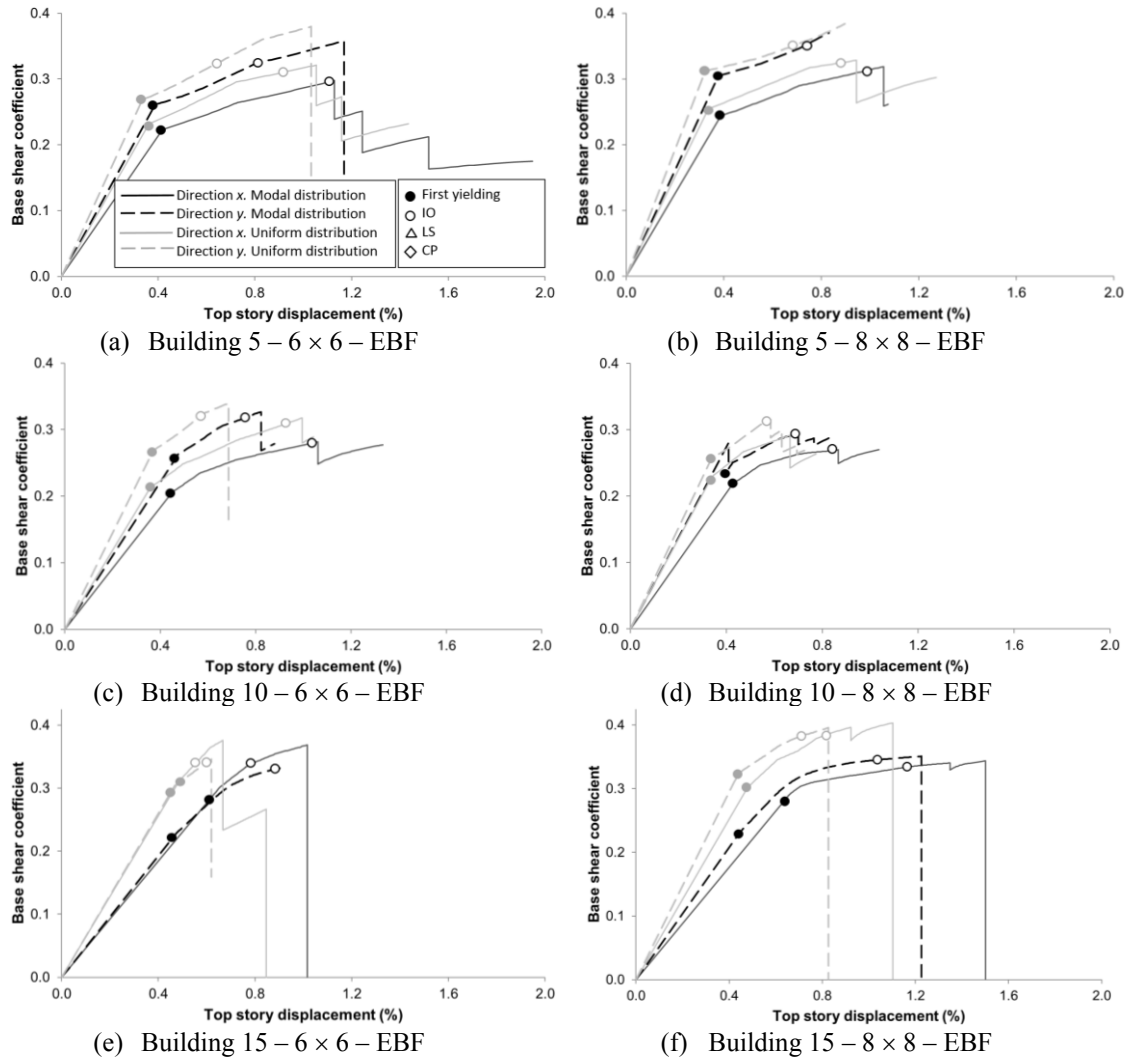 Base shear coefficient
0.4
0.3
0.2
0.1
0.0
Direction x. Modal distribution
Direction y. Modal distribution
Direction x. Uniform distribution
Direction y. Uniform distribution
First yielding
IO
LS
CP
0.0 0.4 0.8 1.2 1.6 2.0
Top story displacement (%)
(a) Building 5 – 6 × 6 – EBF
Base shear coefficient
0.4
0.3
0.2
0.1
0.0
0.0 0.4 0.8 1.2 1.6 2.0
Top story displacement (%)
(b) Building 5 – 8 × 8 – EBF
Base shear coefficient
0.4
0.3
0.2
0.1
0.0
0.0 0.4 0.8 1.2 1.6 2.0
Top story displacement (%)
(c) Building 10 – 6 × 6 – EBF
Base shear coefficient
0.4
0.3
0.2
0.1
0.0
0.0 0.4 0.8 1.2 1.6 2.0
Top story displacement (%)
(d) Building 10 – 8 × 8 – EBF
Base shear coefficient
0.4
0.3
0.2
0.1
0.0
0.0 0.4 0.8 1.2 1.6 2.0
Top story displacement (%)
(e) Building 15 – 6 × 6 – EBF
Base shear coefficient
0.4
0.3
0.2
0.1
0.0
0.0 0.4 0.8 1.2 1.6 2.0
Top story displacement (%)
(f) Building 15 – 8 × 8 – EBF